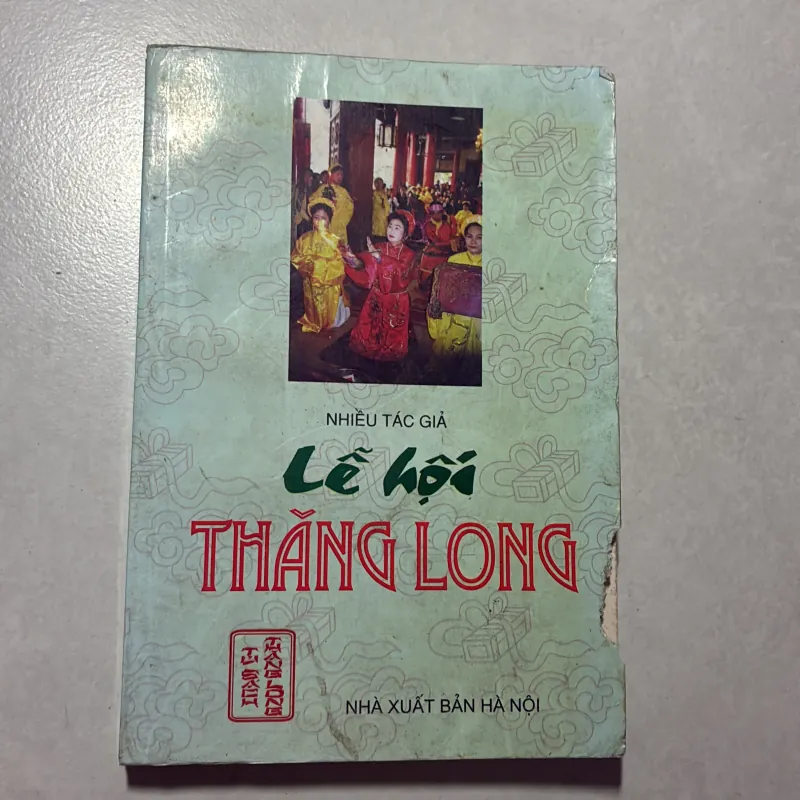 NHIỀU TÁC GIẢ
Lễ hội
THĂNG LONG
TỦ SÁCH
THĂNG LONG
NHÀ XUẤT BẢN HÀ NỘI